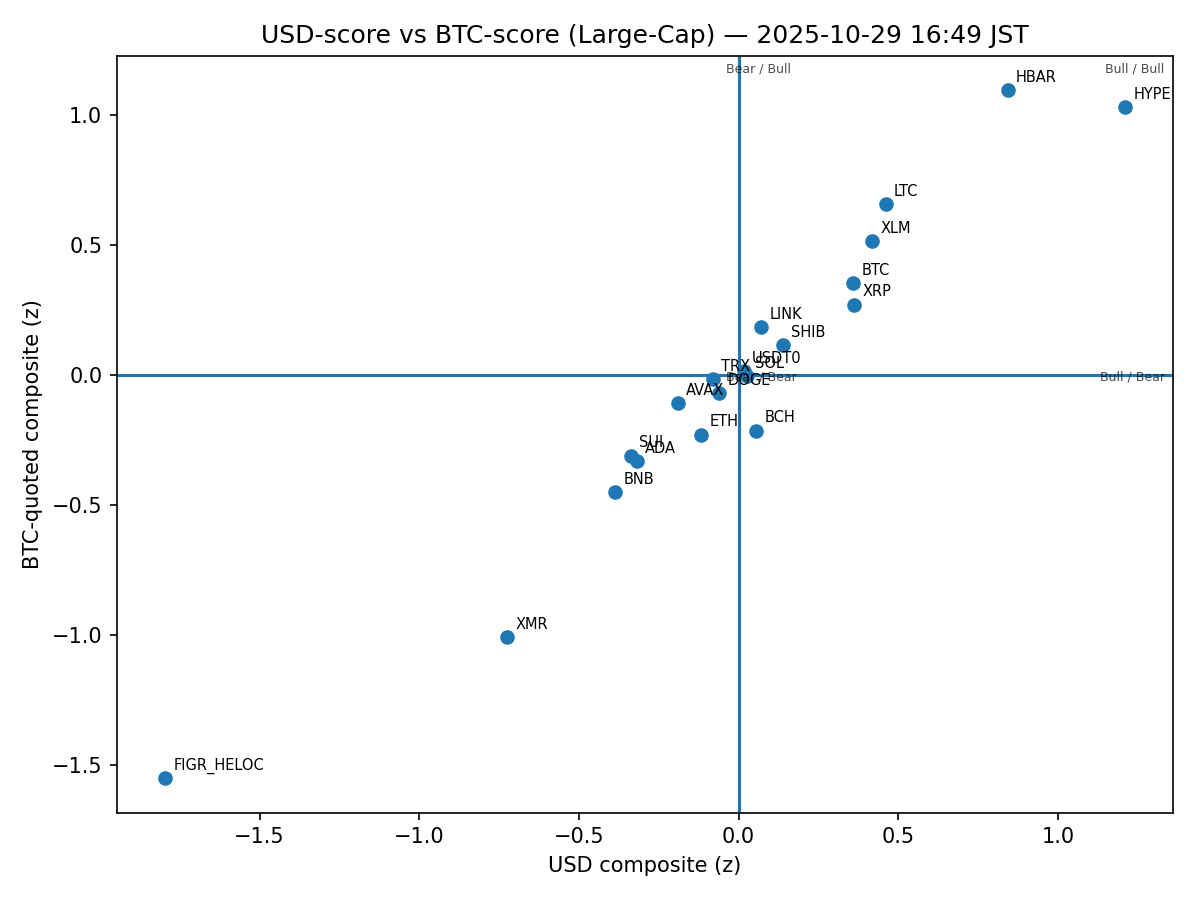 USD-score vs BTC-score (Large-Cap) — 2025-10-29 16:49 JST
Bear / Bull
Bull / Bull
HBAR
HYPE
1.0
LTC
0.5
XLM
BTC
XRP
LINK
SHIB
USDT0
SOL
TRX
0.0
Bear / Bear
Bull / Bear
DOGE
AVAX
BCH
ETH
SUI
ADA
BNB
−0.5
XMR
−1.0
FIGR_HELOC
−1.5
−1.5
−1.0
−0.5
0.0
0.5
1.0
USD composite (z)
BTC-quoted composite (z)